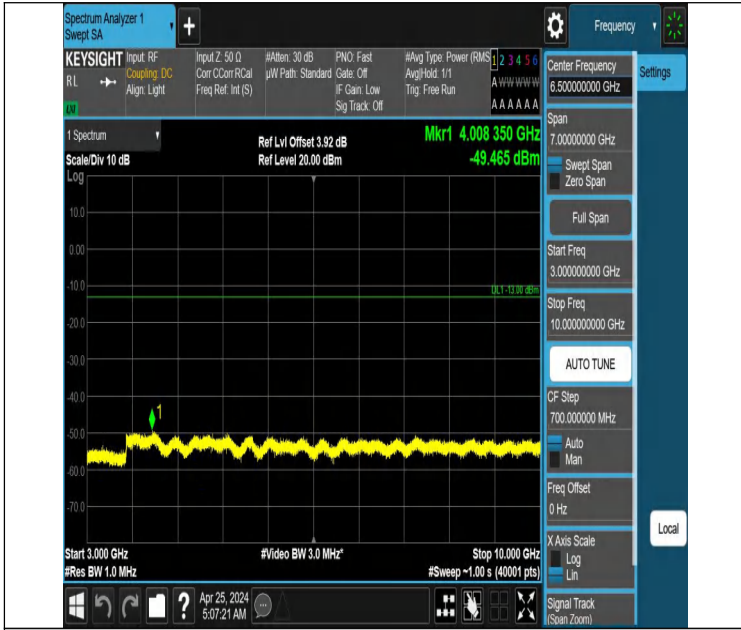 Spectrum Analyzer 1
Swept SA
+
Frequency
KEYSIGHT
RL
Input: RF
Coupling: DC
Align: Light
Input Z: 50 Ω
Corr CCorr RCal
Freq Ref: Int (S)
#Atten: 30 dB
µW Path: Standard
PNO: Fast
Gate: Off
IF Gain: Low
Sig Track: Off
#Avg Type: Power (RMS
Avg|Hold: 1/1
Trig: Free Run
1 2 3 4 5 6
A W W W W W
A A A A A A
1 Spectrum
Scale/Div 10 dB
Log
Ref Lvl Offset 3.92 dB
Ref Level 20.00 dBm
Mkr1 4.008 350 GHz
-49.465 dBm
10.0
0.00
-10.0
DL1 -13.00 dBm
-20.0
-30.0
-40.0
1
-50.0
-60.0
-70.0
Start 3.000 GHz
#Res BW 1.0 MHz
#Video BW 3.0 MHz*
Stop 10.000 GHz
#Sweep ~1.00 s (40001 pts)
?
Apr 25, 2024
5:07:21 AM
Center Frequency
6.500000000 GHz
Settings
Span
7.00000000 GHz
Swept Span
Zero Span
Full Span
Start Freq
3.000000000 GHz
Stop Freq
10.000000000 GHz
AUTO TUNE
CF Step
700.000000 MHz
Auto
Man
Freq Offset
0 Hz
X Axis Scale
Log
Lin
Local
Signal Track
(Span Zoom)